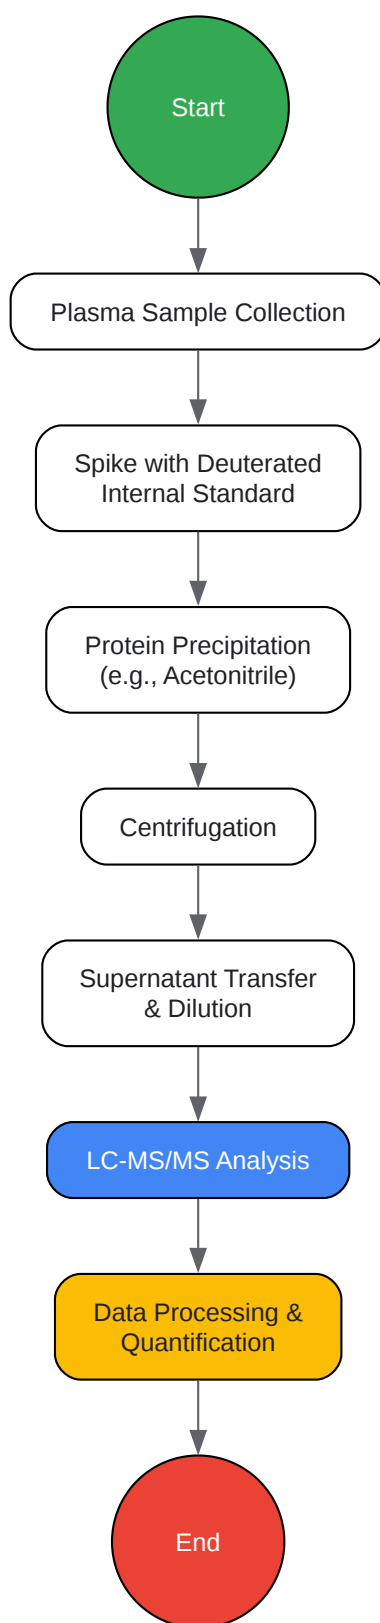 Start
Plasma Sample Collection
Spike with Deuterated
Internal Standard
Protein Precipitation
(e.g., Acetonitrile)
Centrifugation
Supernatant Transfer
& Dilution
LC-MS/MS Analysis
Data Processing &
Quantification
End